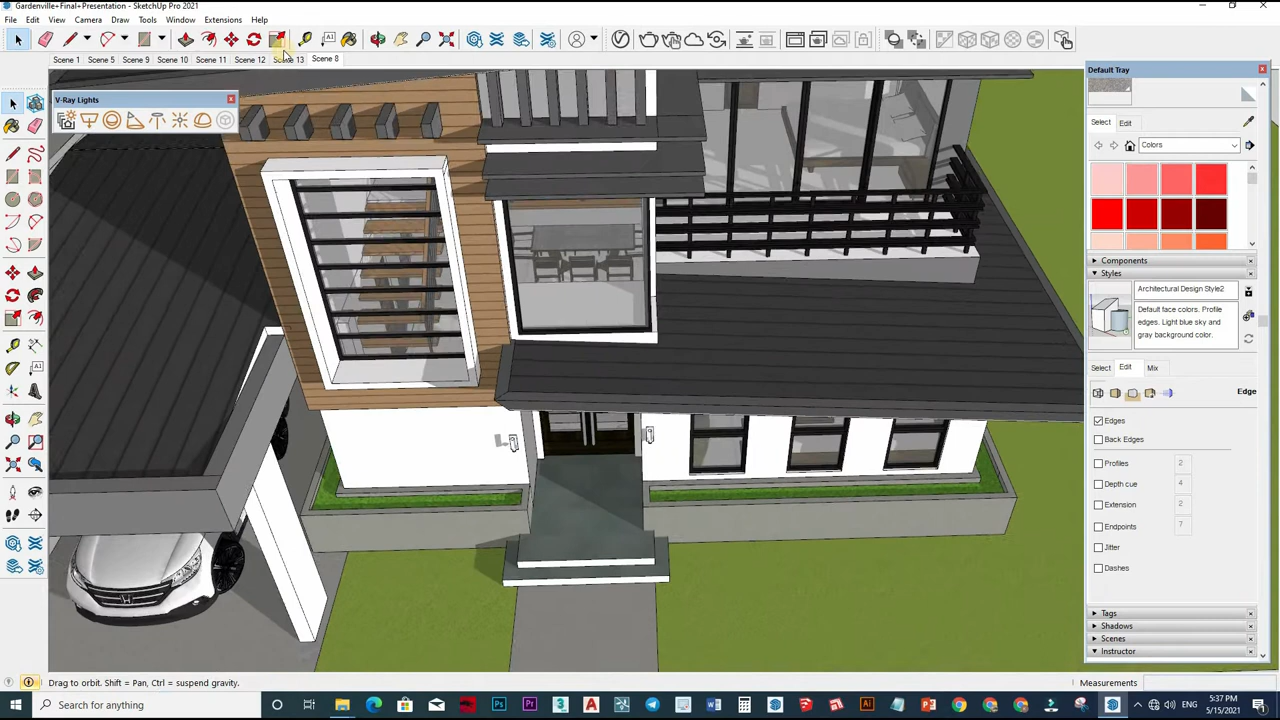 Gardenville+Final+Presentation - SketchUp Pro 2021
File Edit View Camera Draw Tools Window Extensions Help
Scene 1 Scene 5 Scene 9 Scene 10 Scene 11 Scene 12 Scene 13 Scene 8
V-Ray Lights
Default Tray
Select Edit
Colors
Components
Styles
Architectural Design Style2
Default face colors. Profile
edges. Light blue sky and
gray background color.
Select Edit Mix
Edge
Edges
Back Edges
Profiles 2
Depth cue 4
Extension 2
Endpoints 7
Jitter
Dashes
Tags
Shadows
Scenes
Instructor
Drag to orbit. Shift = Pan, Ctrl = suspend gravity.
Measurements
Search for anything
ENG
5:37 PM
5/15/2021